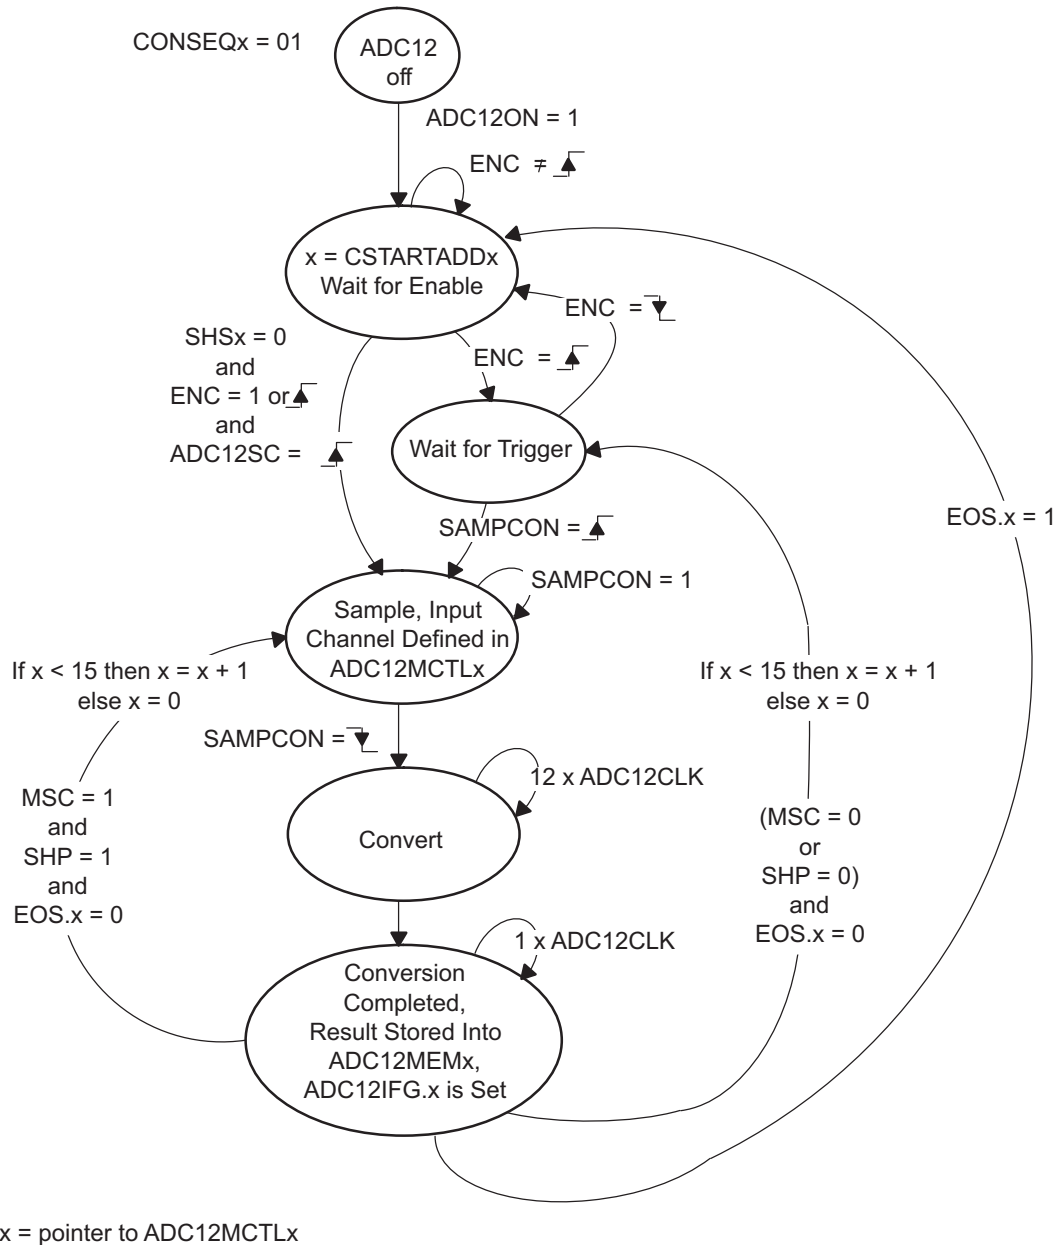 CONSEQx = 01
ADC12
off
ADC12ON = 1
ENC ≠
x = CSTARTADDx
Wait for Enable
ENC =
SHSx = 0
and
ENC = 1 or
and
ADC12SC =
ENC =
Wait for Trigger
SAMPCON =
EOS.x = 1
SAMPCON = 1
Sample, Input
Channel Defined in
ADC12MCTLx
If x < 15 then x = x + 1
else x = 0
If x < 15 then x = x + 1
else x = 0
SAMPCON =
12 x ADC12CLK
MSC = 1
and
SHP = 1
and
EOS.x = 0
Convert
(MSC = 0
or
SHP = 0)
and
EOS.x = 0
1 x ADC12CLK
Conversion
Completed,
Result Stored Into
ADC12MEMx,
ADC12IFG.x is Set
x = pointer to ADC12MCTLx